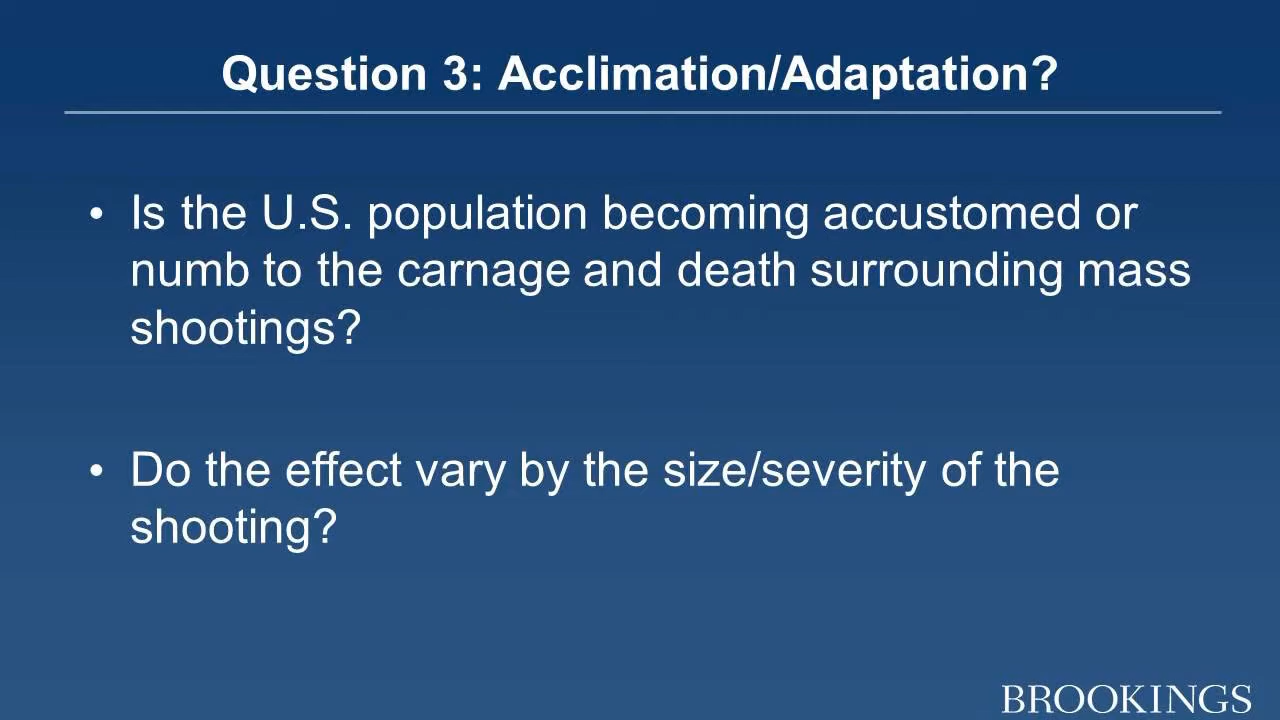 Question 3: Acclimation/Adaptation?
• Is the U.S. population becoming accustomed or
numb to the carnage and death surrounding mass
shootings?
• Do the effect vary by the size/severity of the
shooting?
BROOKINGS